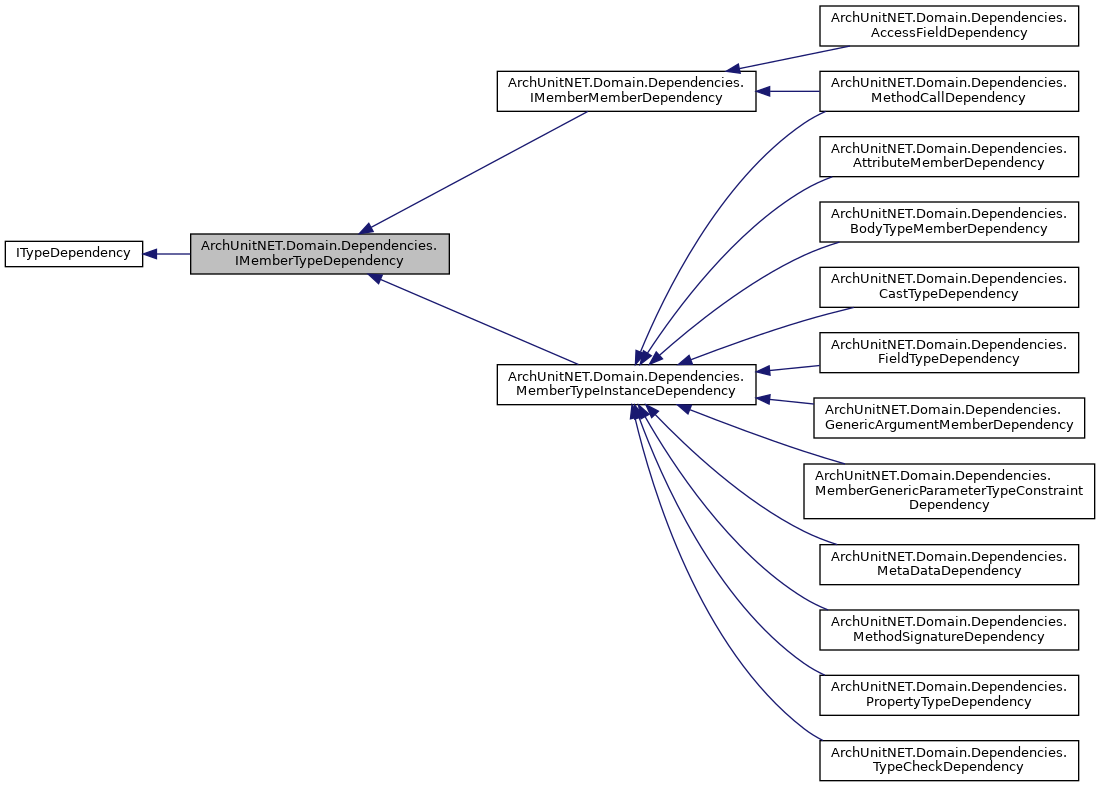 ArchUnitNET.Domain.Dependencies.
AccessFieldDependency
ArchUnitNET.Domain.Dependencies.
IMemberMemberDependency
ArchUnitNET.Domain.Dependencies.
MethodCallDependency
ArchUnitNET.Domain.Dependencies.
AttributeMemberDependency
ArchUnitNET.Domain.Dependencies.
BodyTypeMemberDependency
ITypeDependency
ArchUnitNET.Domain.Dependencies.
IMemberTypeDependency
ArchUnitNET.Domain.Dependencies.
CastTypeDependency
ArchUnitNET.Domain.Dependencies.
FieldTypeDependency
ArchUnitNET.Domain.Dependencies.
MemberTypeInstanceDependency
ArchUnitNET.Domain.Dependencies.
GenericArgumentMemberDependency
ArchUnitNET.Domain.Dependencies.
MemberGenericParameterTypeConstraint
Dependency
ArchUnitNET.Domain.Dependencies.
MetaDataDependency
ArchUnitNET.Domain.Dependencies.
MethodSignatureDependency
ArchUnitNET.Domain.Dependencies.
PropertyTypeDependency
ArchUnitNET.Domain.Dependencies.
TypeCheckDependency